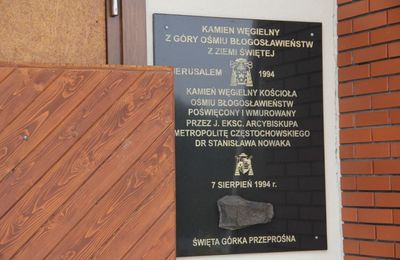 KAMIEŃ WĘGIELNY
Z GÓRY OŚMIU BŁOGOSŁAWIEŃSTW
Z ZIEMI ŚWIĘTEJ
JERUSALEM 1994
KAMIEŃ WĘGIELNY KOŚCIOŁA
OŚMIU BŁOGOSŁAWIEŃSTW
POŚWIĘCONY I WMUROWANY
PRZEZ J. EKSC. ARCYBISKUPA
METROPOLITĘ CZĘSTOCHOWSKIEGO
DR STANISŁAWA NOWAKA
7 SIERPIEŃ 1994 r.
ŚWIĘTA GÓRKA PRZEPROŚNA